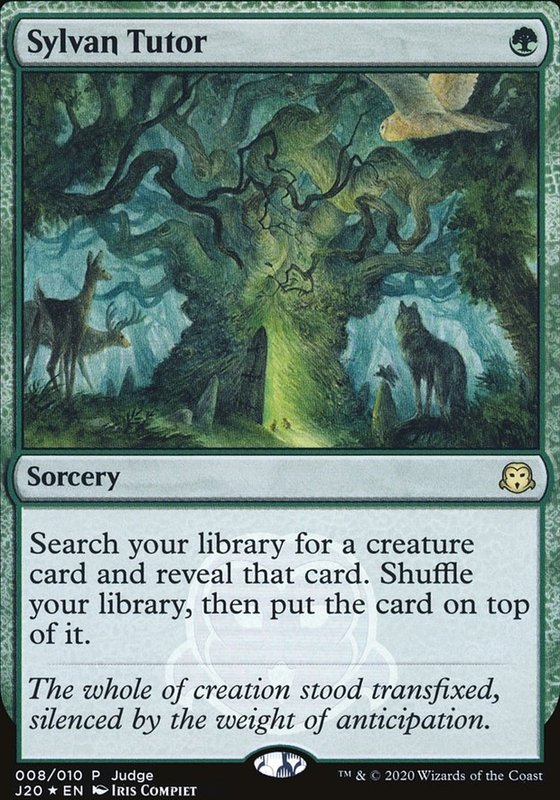 Sylvan Tutor
Sorcery
Search your library for a creature
card and reveal that card. Shuffle
your library, then put the card on top
of it.
The whole of creation stood transfixed,
silenced by the weight of anticipation.
008/010 P Judge
J20 ★ EN Iris Compiet
™ & © 2020 Wizards of the Coast